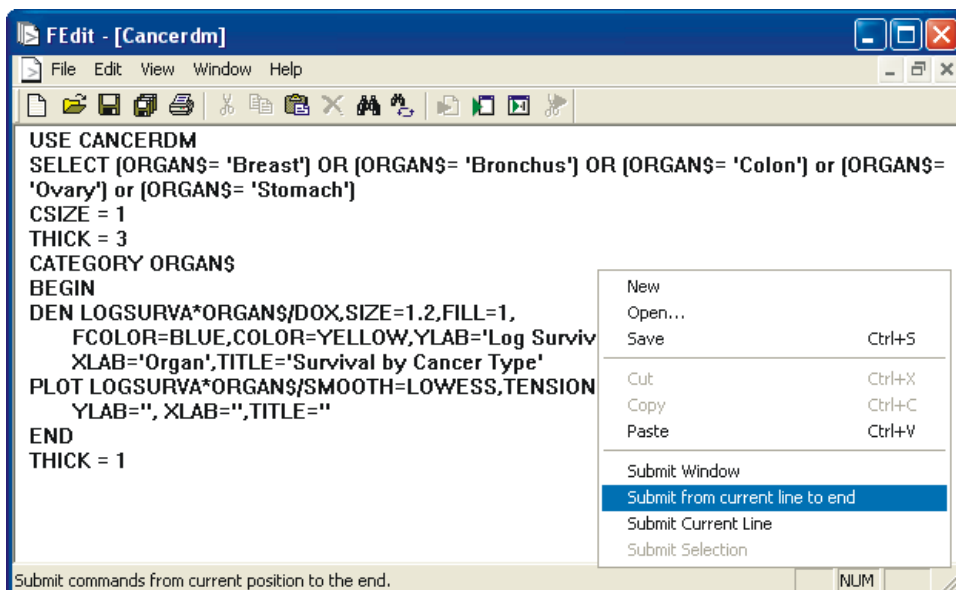 FEdit - [Cancerdm]
File Edit View Window Help
USE CANCERDM
SELECT (ORGAN$= 'Breast') OR (ORGAN$= 'Bronchus') OR (ORGAN$= 'Colon') or (ORGAN$=
'Ovary') or (ORGAN$= 'Stomach')
CSIZE = 1
THICK = 3
CATEGORY ORGAN$
BEGIN
DEN LOGSURVA*ORGAN$/DOX,SIZE=1.2,FILL=1,
FCOLOR=BLUE,COLOR=YELLOW,YLAB='Log Surviv
XLAB='Organ',TITLE='Survival by Cancer Type'
PLOT LOGSURVA*ORGAN$/SMOOTH=LOWESS,TENSION
YLAB='', XLAB='',TITLE=''
END
THICK = 1
New
Open...
Save Ctrl+S
Cut Ctrl+X
Copy Ctrl+C
Paste Ctrl+V
Submit Window
Submit from current line to end
Submit Current Line
Submit Selection
Submit commands from current position to the end.
NUM